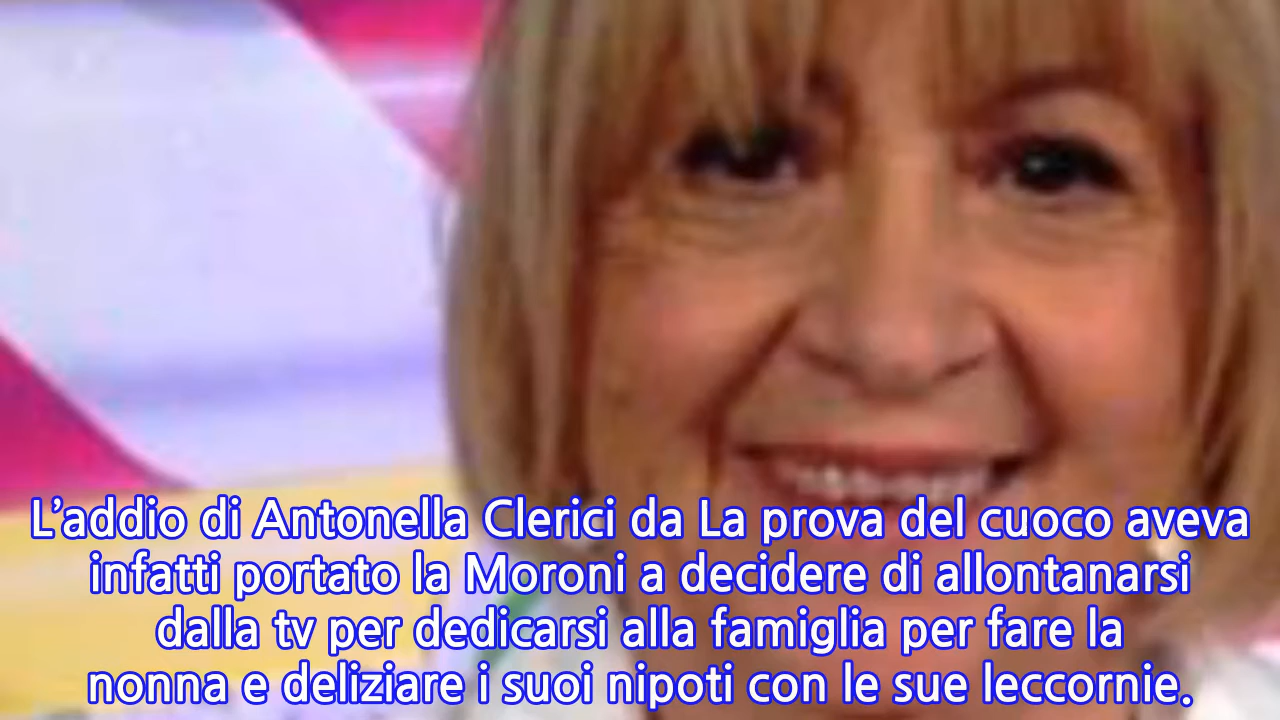 L’addio di Antonella Clerici da La prova del cuoco aveva
infatti portato la Moroni a decidere di allontanarsi
dalla tv per dedicarsi alla famiglia per fare la
nonna e deliziare i suoi nipoti con le sue leccornie.